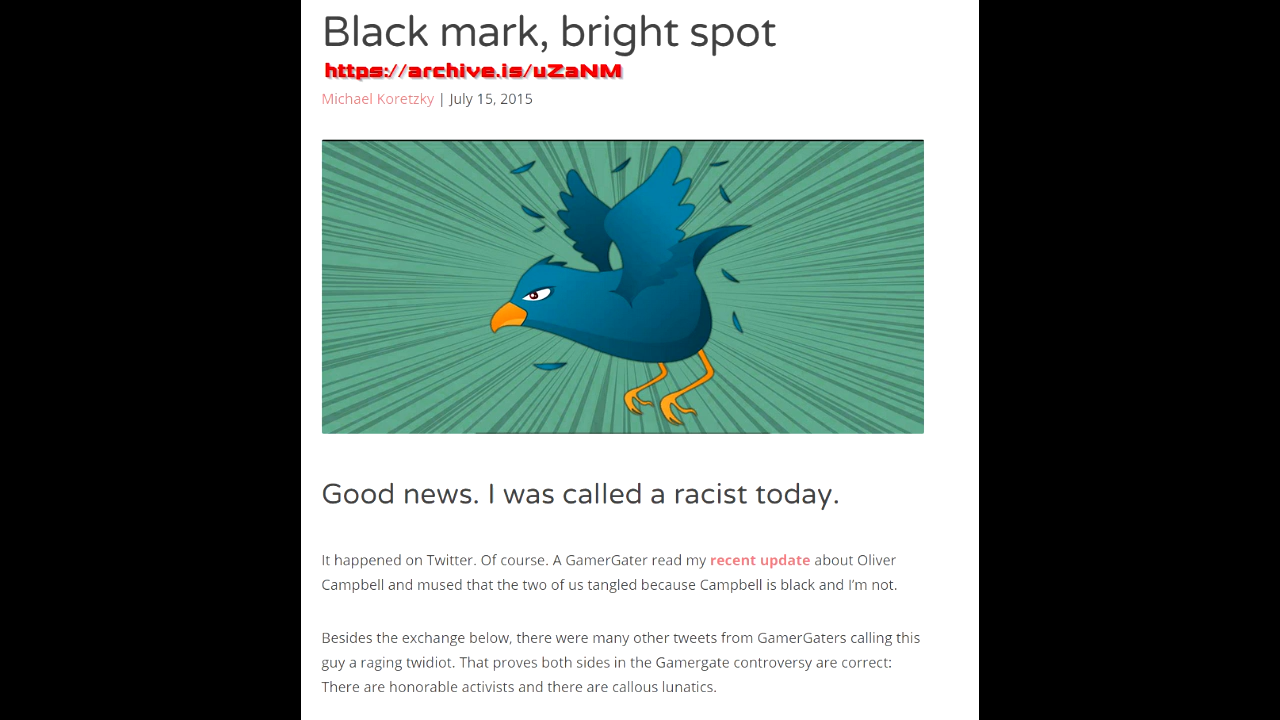 Black mark, bright spot
https://archive.is/uZaNM
Michael Koretzky | July 15, 2015
Good news. I was called a racist today.
It happened on Twitter. Of course. A GamerGater read my recent update about Oliver
Campbell and mused that the two of us tangled because Campbell is black and I’m not.
Besides the exchange below, there were many other tweets from GamerGaters calling this
guy a raging twidiot. That proves both sides in the Gamergate controversy are correct:
There are honorable activists and there are callous lunatics.